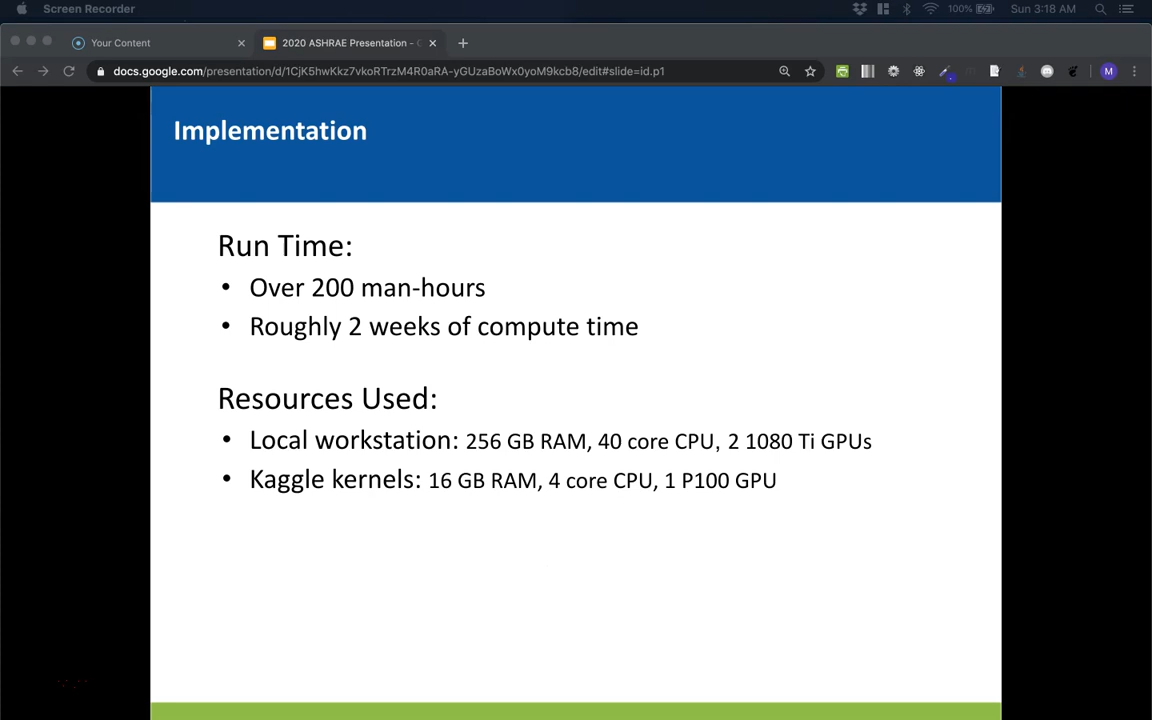 Screen Recorder
100%
Sun 3:18 AM
Your Content
2020 ASHRAE Presentation -
docs.google.com/presentation/d/1CjK5hwKkz7vkoRTrzM4R0aRA-yGUzaBoWx0yoM9kcb8/edit#slide=id.p1
M
Implementation
Run Time:
• Over 200 man-hours
• Roughly 2 weeks of compute time
Resources Used:
• Local workstation: 256 GB RAM, 40 core CPU, 2 1080 Ti GPUs
• Kaggle kernels: 16 GB RAM, 4 core CPU, 1 P100 GPU